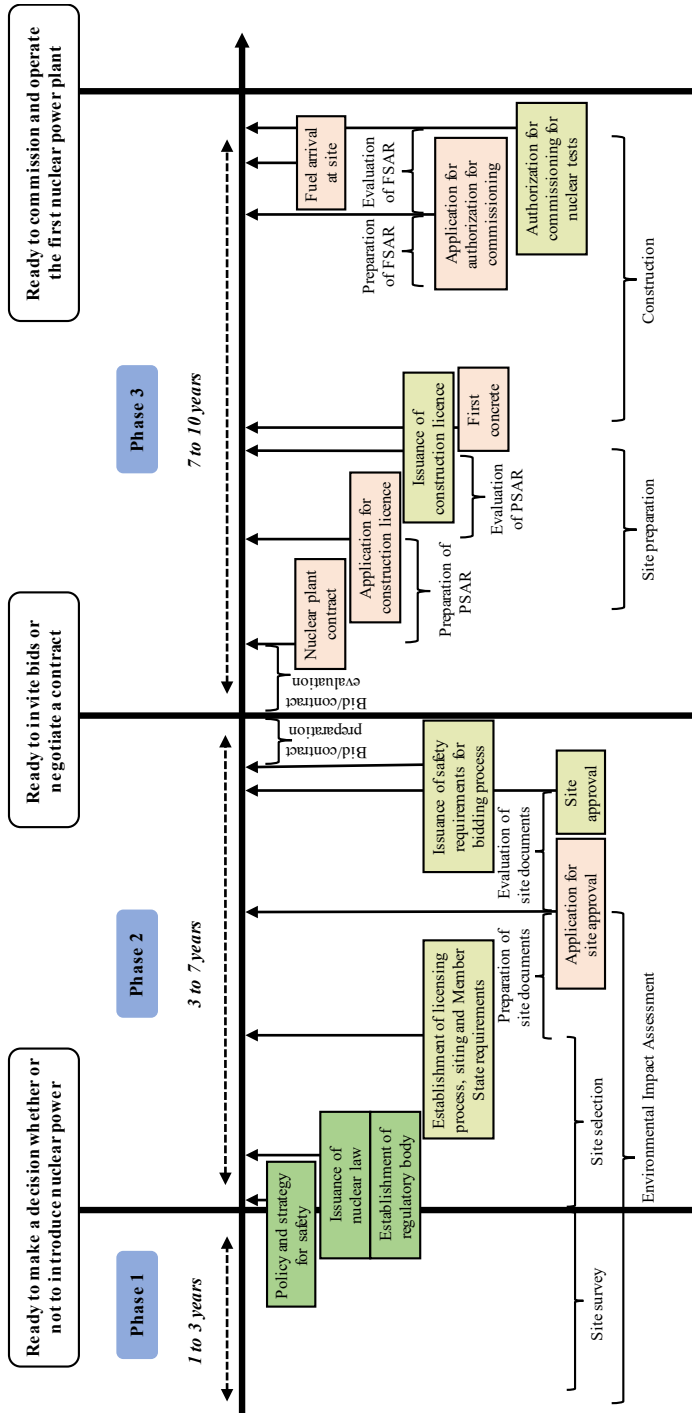 Ready to make a decision whether or
not to introduce nuclear power
Ready to invite bids or
negotiate a contract
Ready to commission and operate
the first nuclear power plant
Phase 1
Phase 2
Phase 3
1 to 3 years
3 to 7 years
7 to 10 years
Policy and strategy
for safety
Issuance of
nuclear law
Establishment of
regulatory body
Establishment of licensing
process, siting and Member
State requirements
Issuance of safety
requirements for
bidding process
Preparation of
site documents
Evaluation of
site documents
Application for
site approval
Site
approval
Site survey
Site selection
Environmental Impact Assessment
Bid/contract
preparation
Bid/contract
evaluation
Nuclear plant
contract
Application for
construction licence
Issuance of
construction licence
First
concrete
Preparation of
PSAR
Evaluation
of PSAR
Site preparation
Fuel arrival
at site
Preparation
of FSAR
Evaluation
of FSAR
Application for
authorization for
commissioning
Authorization for
commissioning for
nuclear tests
Construction